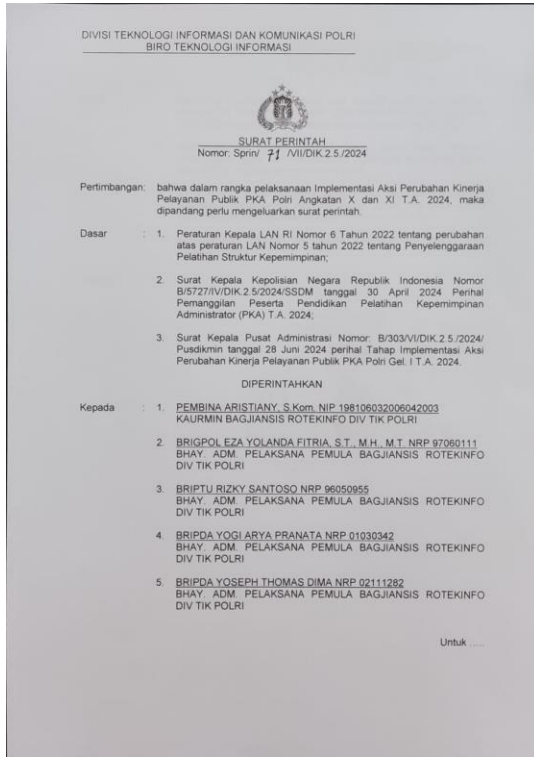 DIVISI TEKNOLOGI INFORMASI DAN KOMUNIKASI POLRI
BIRO TEKNOLOGI INFORMASI
SURAT PERINTAH
Nomor: Sprin/ 71 /VII/DIK.2.5./2024
Pertimbangan: bahwa dalam rangka pelaksanaan Implementasi Aksi Perubahan Kinerja
Pelayanan Publik PKA Polri Angkatan X dan XI T.A. 2024, maka
dipandang perlu mengeluarkan surat perintah.
Dasar : 1. Peraturan Kepala LAN RI Nomor 6 Tahun 2022 tentang perubahan
atas peraturan LAN Nomor 5 tahun 2022 tentang Penyelenggaraan
Pelatihan Struktur Kepemimpinan;
2. Surat Kepala Kepolisian Negara Republik Indonesia Nomor
B/5727/IV/DIK.2.5/2024/SSDM tanggal 30 April 2024 Perihal
Pemanggilan Peserta Pendidikan Pelatihan Kepemimpinan
Administrator (PKA) T.A. 2024;
3. Surat Kepala Pusat Administrasi Nomor: B/303/VI/DIK.2.5./2024/
Pusdikmin tanggal 28 Juni 2024 perihal Tahap Implementasi Aksi
Perubahan Kinerja Pelayanan Publik PKA Polri Gel. I T.A. 2024.
DIPERINTAHKAN
Kepada : 1. PEMBINA ARISTIANY, S.Kom. NIP 198106032006042003
KAURMIN BAGJIANSIS ROTEKINFO DIV TIK POLRI
2. BRIGPOL EZA YOLANDA FITRIA, S.T., M.H., M.T. NRP 97060111
BHAY. ADM. PELAKSANA PEMULA BAGJIANSIS ROTEKINFO
DIV TIK POLRI
3. BRIPTU RIZKY SANTOSO NRP 96050955
BHAY. ADM. PELAKSANA PEMULA BAGJIANSIS ROTEKINFO
DIV TIK POLRI
4. BRIPDA YOGI ARYA PRANATA NRP 01030342
BHAY. ADM. PELAKSANA PEMULA BAGJIANSIS ROTEKINFO
DIV TIK POLRI
5. BRIPDA YOSEPH THOMAS DIMA NRP 02111282
BHAY. ADM. PELAKSANA PEMULA BAGJIANSIS ROTEKINFO
DIV TIK POLRI
Untuk .....